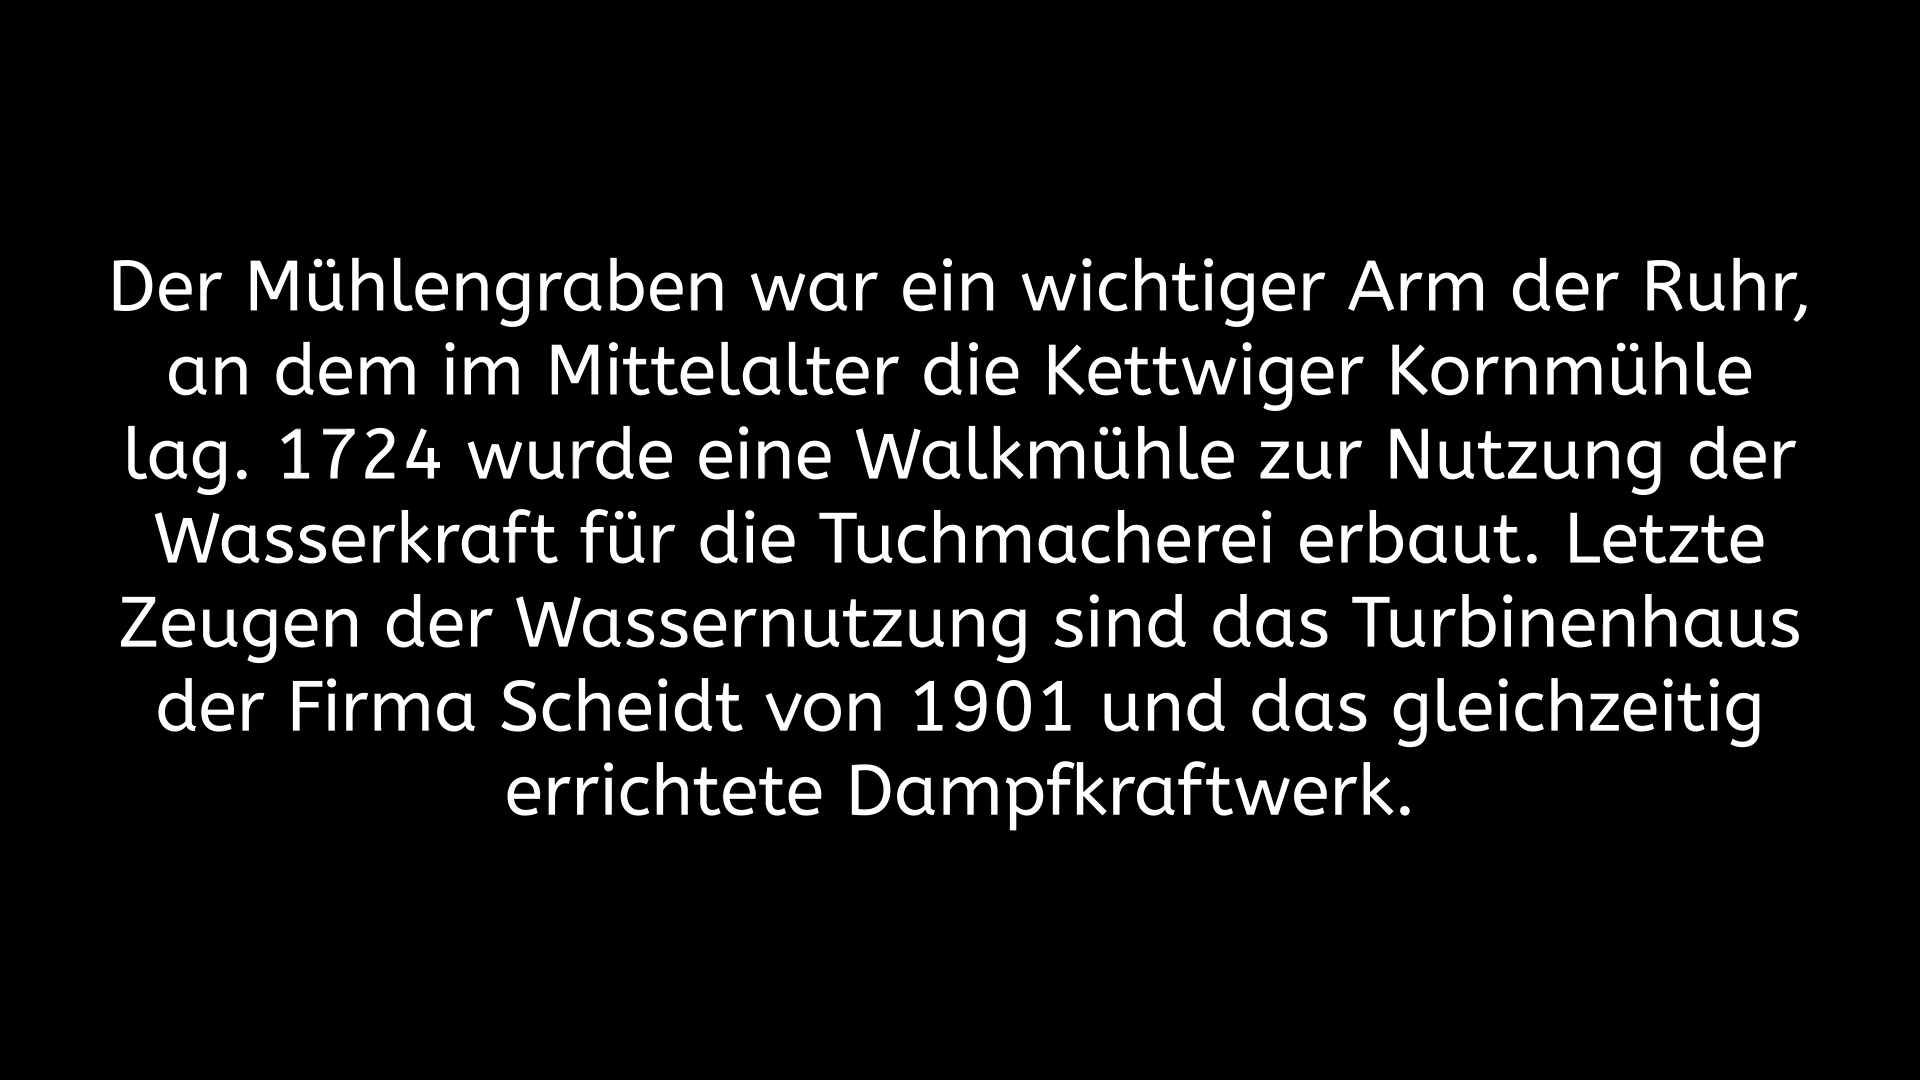 Der Mühlengraben war ein wichtiger Arm der Ruhr,
an dem im Mittelalter die Kettwiger Kornmühle
lag. 1724 wurde eine Walkmühle zur Nutzung der
Wasserkraft für die Tuchmacherei erbaut. Letzte
Zeugen der Wassernutzung sind das Turbinenhaus
der Firma Scheidt von 1901 und das gleichzeitig
errichtete Dampfkraftwerk.